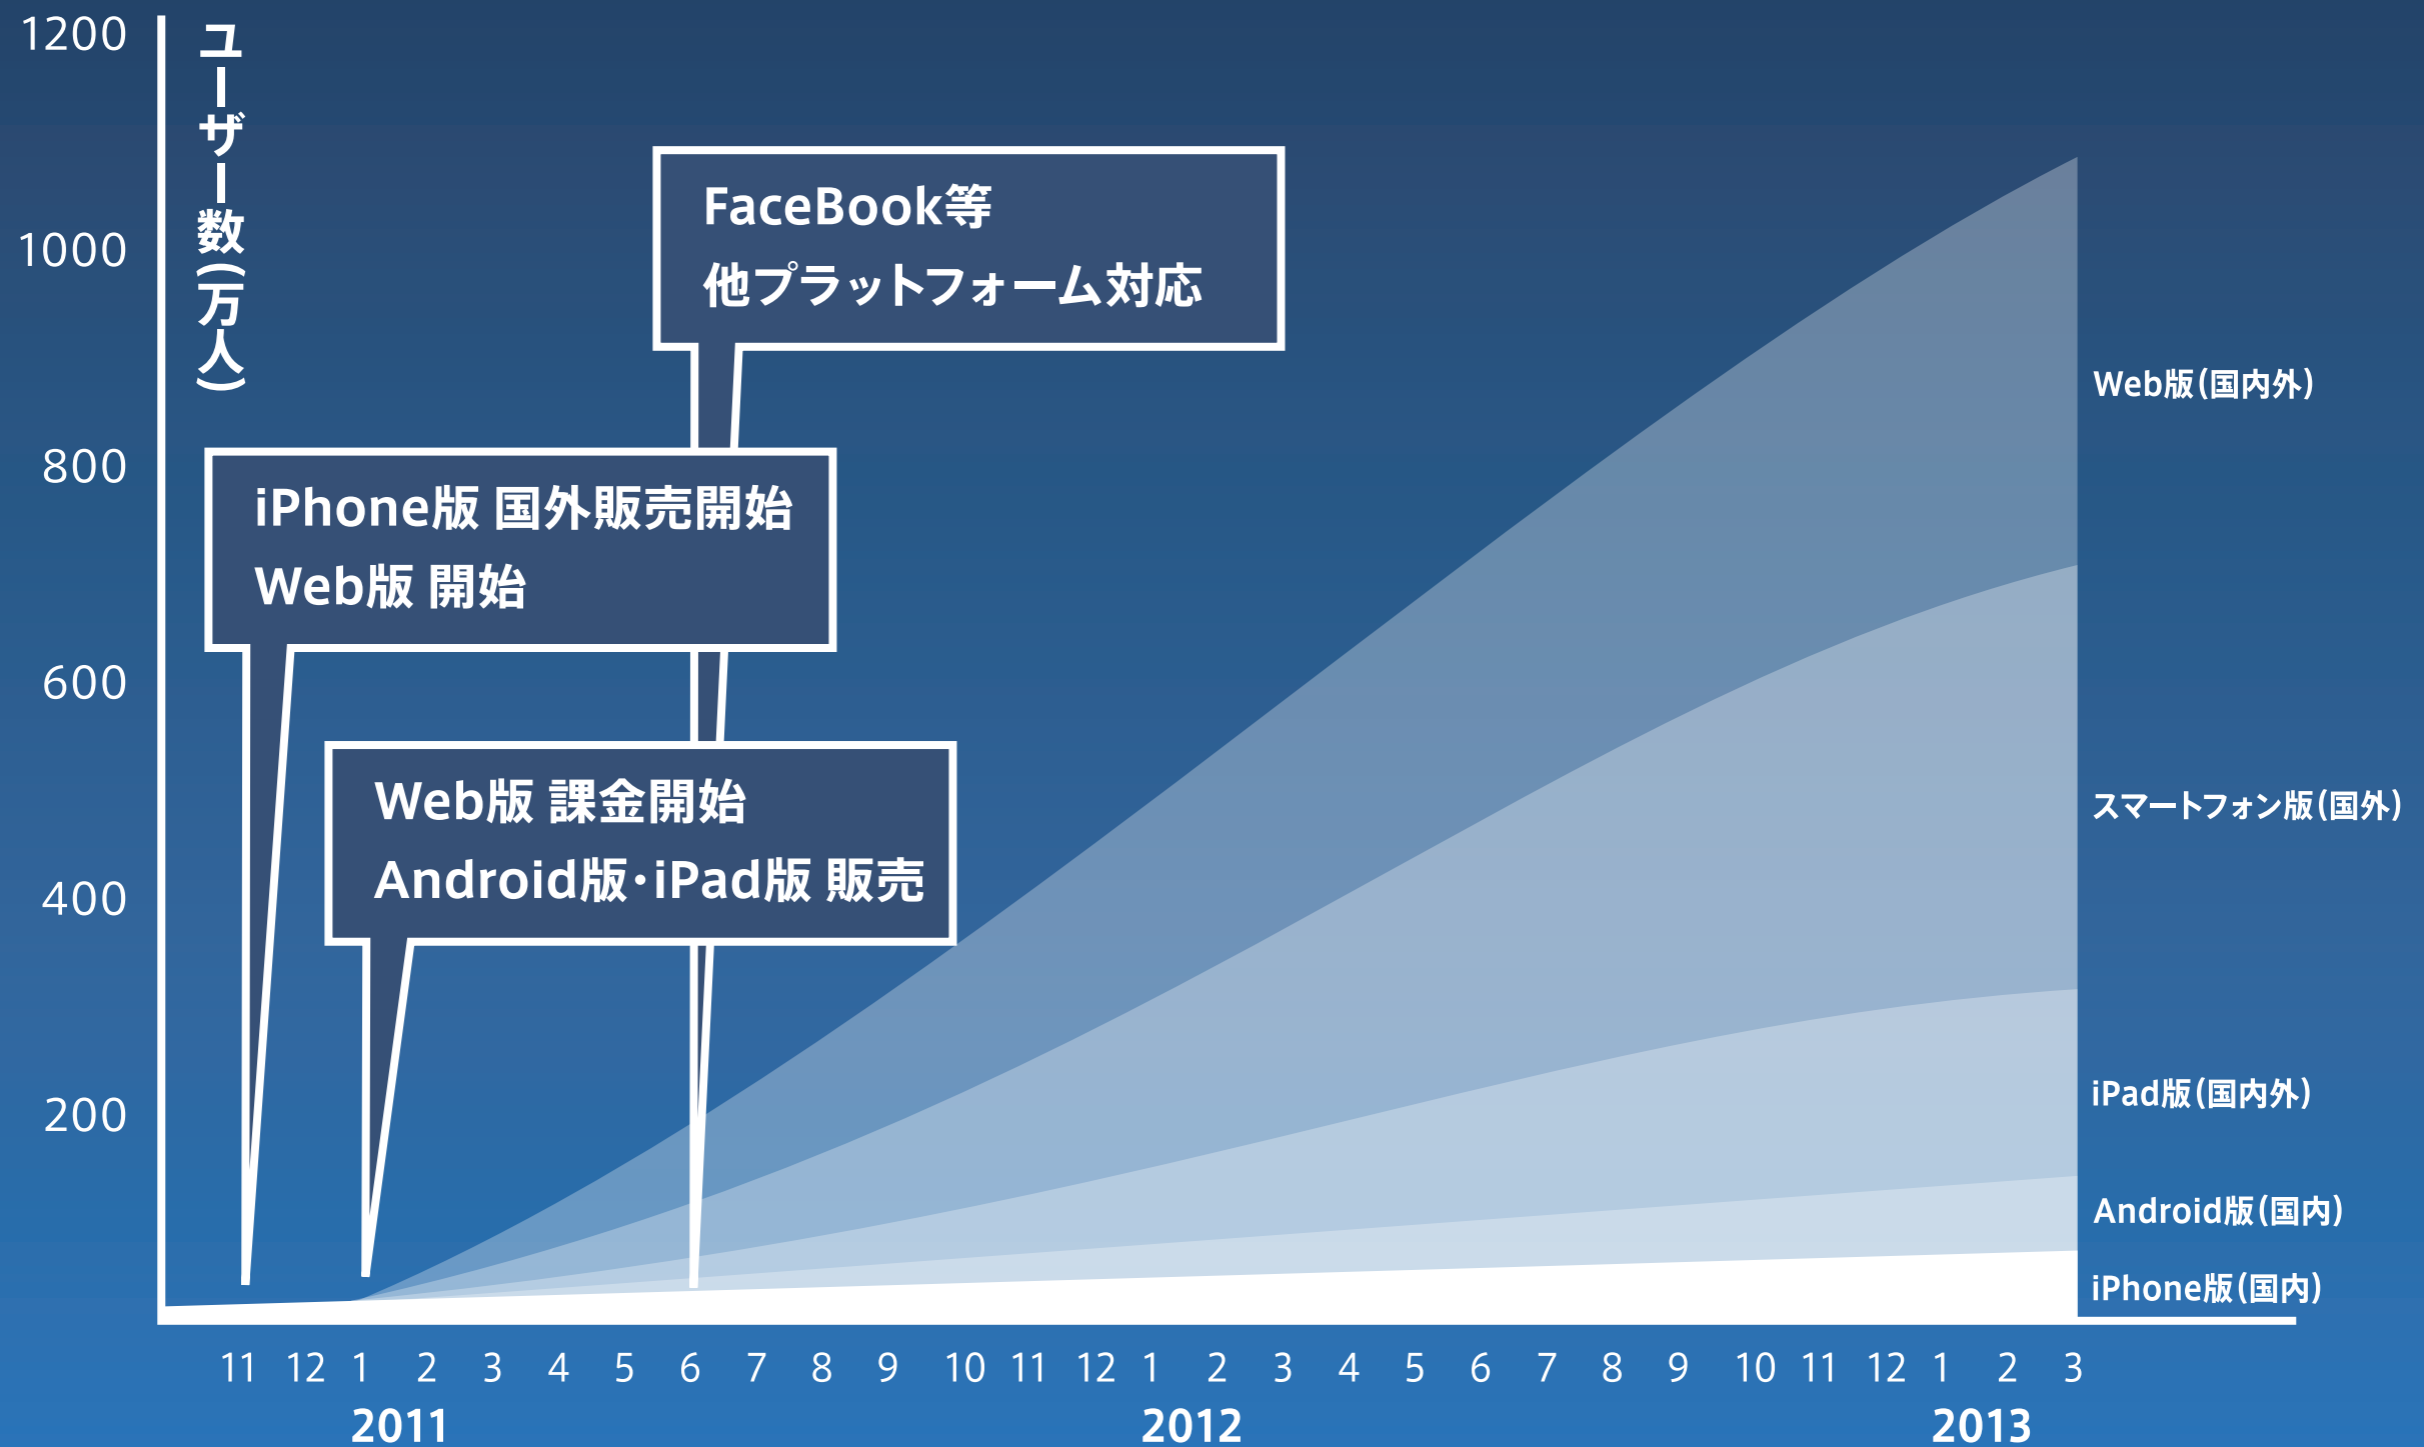 ユーザー数(万人)
1200
1000
800
600
400
200
FaceBook等
他プラットフォーム対応
iPhone版 国外販売開始
Web版 開始
Web版 課金開始
Android版・iPad版 販売
Web版(国内外)
スマートフォン版(国外)
iPad版(国内外)
Android版(国内)
iPhone版(国内)
11 12 1 2 3 4 5 6 7 8 9 10 11 12 1 2 3 4 5 6 7 8 9 10 11 12 1 2 3
2011 2012 2013